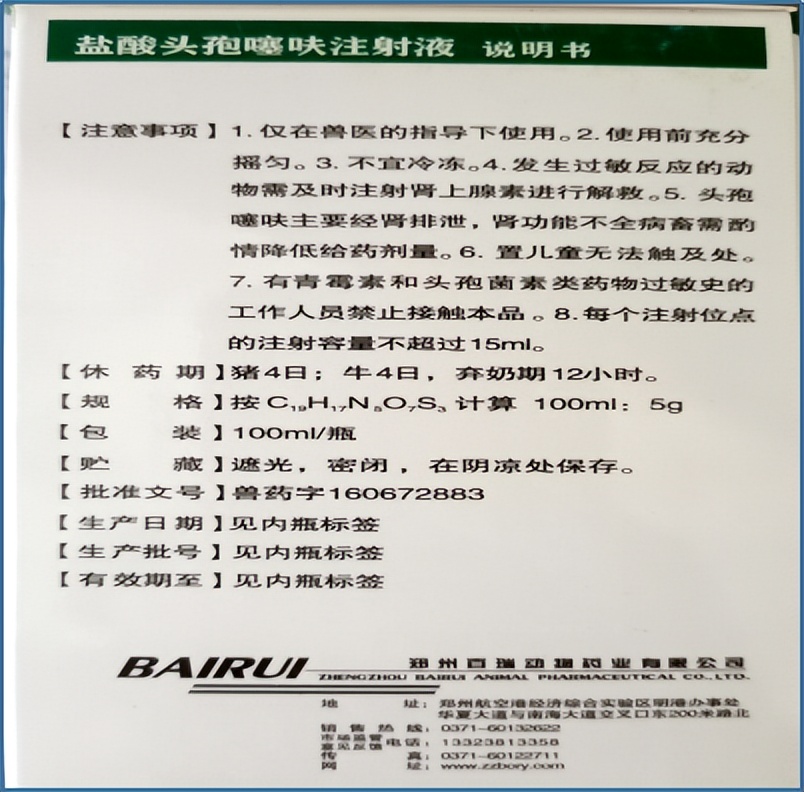 盐酸头孢噻呋注射液 说明书
【注意事项】1.仅在兽医的指导下使用。2.使用前充分
摇匀。3.不宜冷冻。4.发生过敏反应的动
物需及时注射肾上腺素进行解救。5.头孢
噻呋主要经肾排泄，肾功能不全病畜需酌
情降低给药剂量。6.置儿童无法触及处。
7.有青霉素和头孢菌素类药物过敏史的
工作人员禁止接触本品。8.每个注射位点
的注射容量不超过15ml。
【休药期】猪4日；牛4日，弃奶期12小时。
【规格】按C₁₉H₁₇N₅O₇S₃计算 100ml：5g
【包装】100ml/瓶
【贮藏】遮光，密闭，在阴凉处保存。
【批准文号】兽药字160672883
【生产日期】见内瓶标签
【生产批号】见内瓶标签
【有效期至】见内瓶标签
BAIRUI 郑州百瑞动物药业有限公司
ZHENGZHOU BAIRUI ANIMAL PHARMACEUTICAL CO.,LTD.
地址：郑州航空港经济综合实验区明港办事处
华夏大道与南海大道交叉口东200米路北
销售热线：0371-60132622
市场监管
意见反馈电话：13323813358
传真：0371-60122711
网址：www.zzbory.com